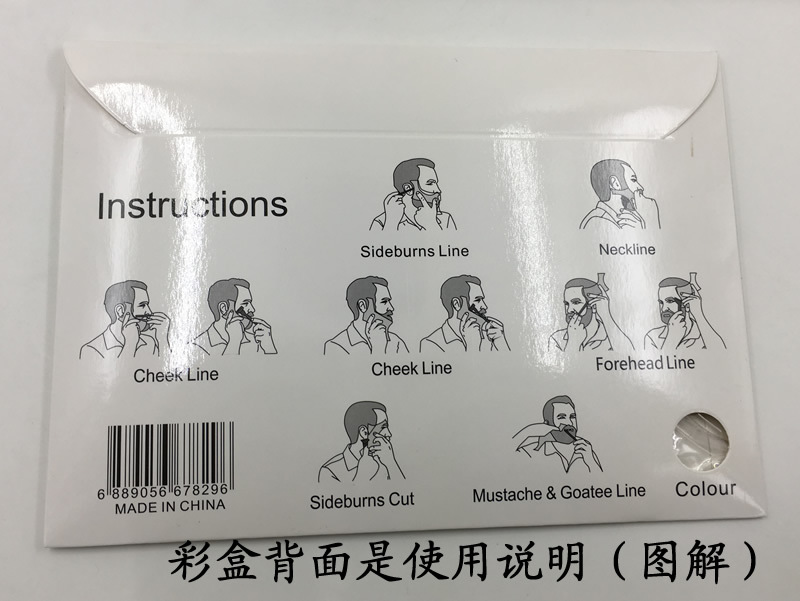 Instructions
Sideburns Line
Neckline
Cheek Line
Cheek Line
Forehead Line
Sideburns Cut
Mustache & Goatee Line
Colour
6 889056 678296
MADE IN CHINA
彩盒背面是使用说明（图解）